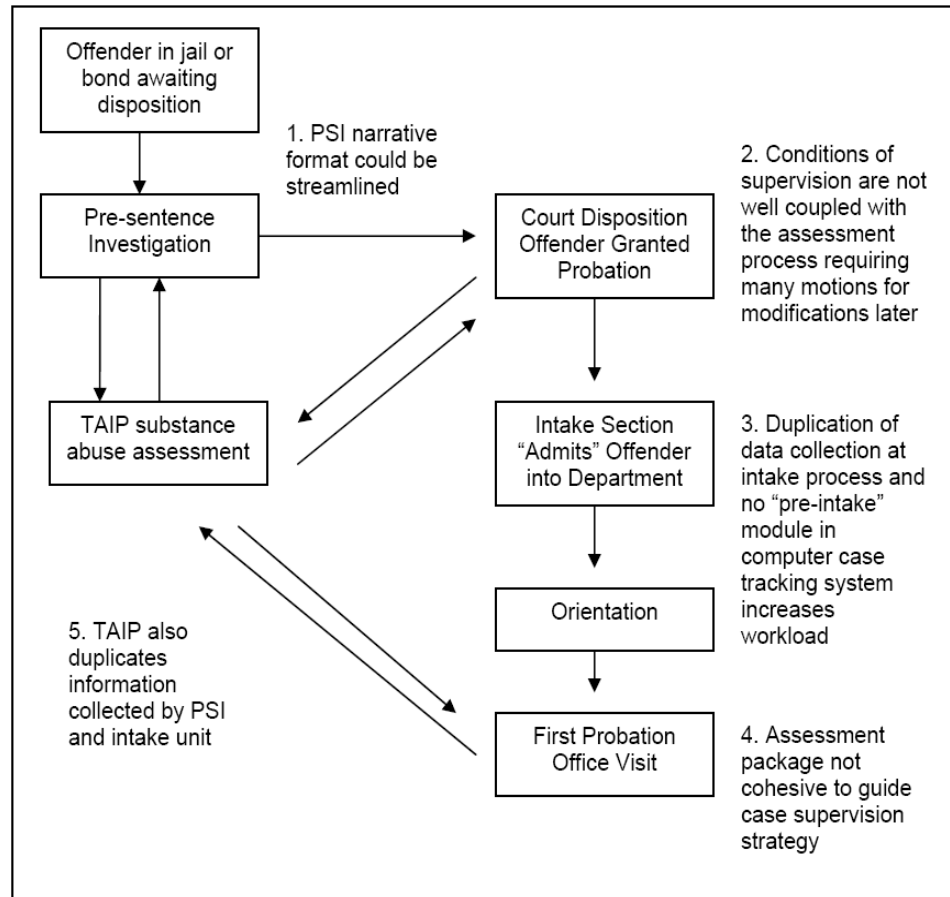 Offender in jail or
bond awaiting
disposition
1. PSI narrative
format could be
streamlined
Pre-sentence
Investigation
Court Disposition
Offender Granted
Probation
2. Conditions of
supervision are not
well coupled with
the assessment
process requiring
many motions for
modifications later
TAIP substance
abuse assessment
Intake Section
“Admits” Offender
into Department
3. Duplication of
data collection at
intake process and
no “pre-intake”
module in
computer case
tracking system
increases
workload
Orientation
5. TAIP also
duplicates
information
collected by PSI
and intake unit
First Probation
Office Visit
4. Assessment
package not
cohesive to guide
case supervision
strategy